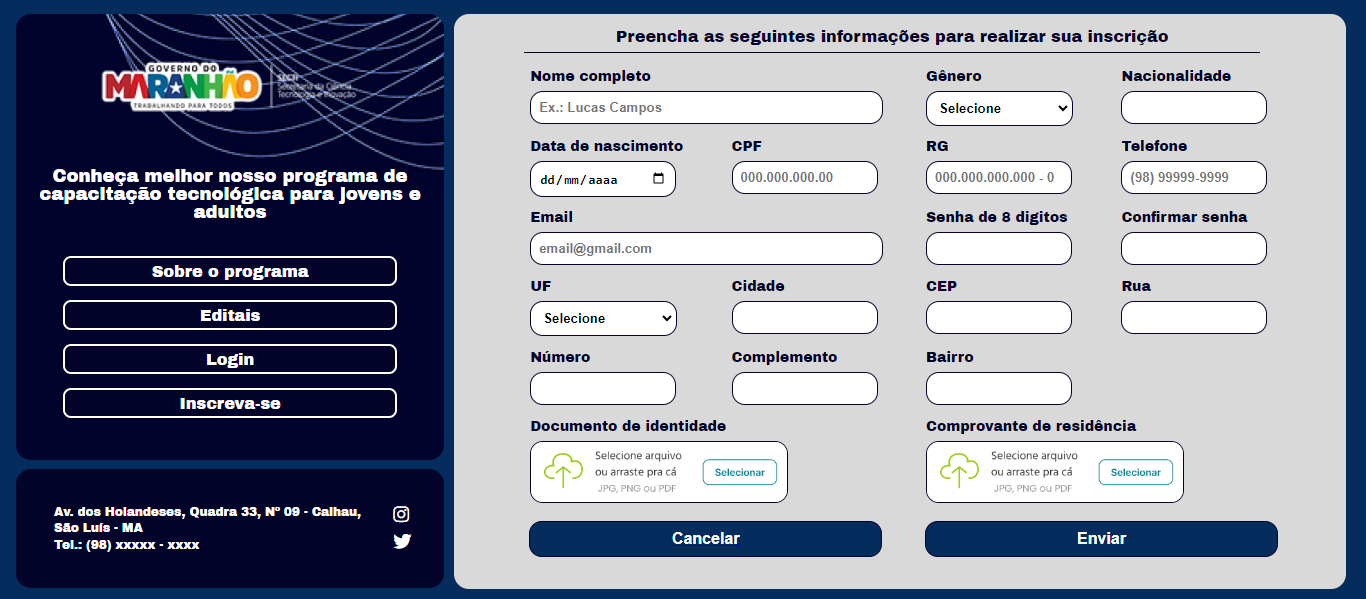 GOVERNO DO
MARANHÃO
TRABALHANDO PARA TODOS
SECTI
Secretaria da Ciência,
Tecnologia e Inovação
Conheça melhor nosso programa de
capacitação tecnológica para jovens e
adultos
Sobre o programa
Editais
Login
Inscreva-se
Av. dos Holandeses, Quadra 33, Nº 09 - Calhau,
São Luís - MA
Tel.: (98) xxxxx - xxxx
Preencha as seguintes informações para realizar sua inscrição
Nome completo Gênero Nacionalidade
Ex.: Lucas Campos Selecione
Data de nascimento CPF RG Telefone
dd/mm/aaaa 000.000.000.00 000.000.000.000 - 0 (98) 99999-9999
Email Senha de 8 digitos Confirmar senha
email@gmail.com
UF Cidade CEP Rua
Selecione
Número Complemento Bairro
Documento de identidade Comprovante de residência
Selecione arquivo Selecione arquivo
ou arraste pra cá Selecionar ou arraste pra cá Selecionar
JPG, PNG ou PDF JPG, PNG ou PDF
Cancelar Enviar